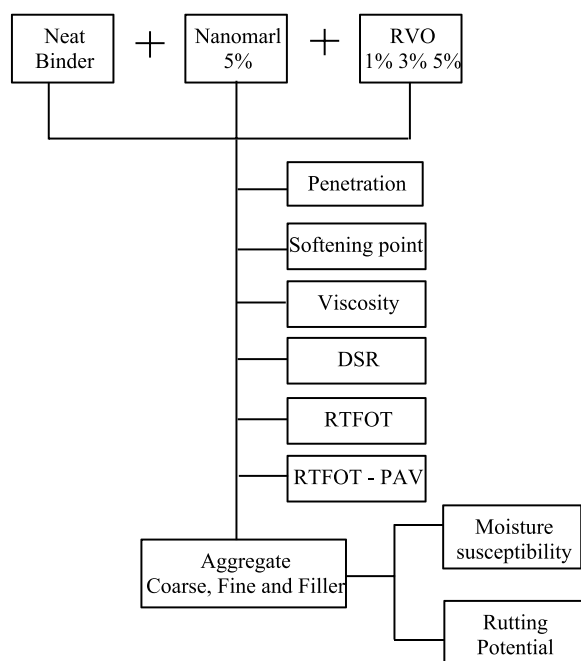 Neat
Binder
+
Nanomarl
5%
+
RVO
1% 3% 5%
Penetration
Softening point
Viscosity
DSR
RTFOT
RTFOT - PAV
Aggregate
Coarse, Fine and Filler
Moisture
susceptibility
Rutting
Potential